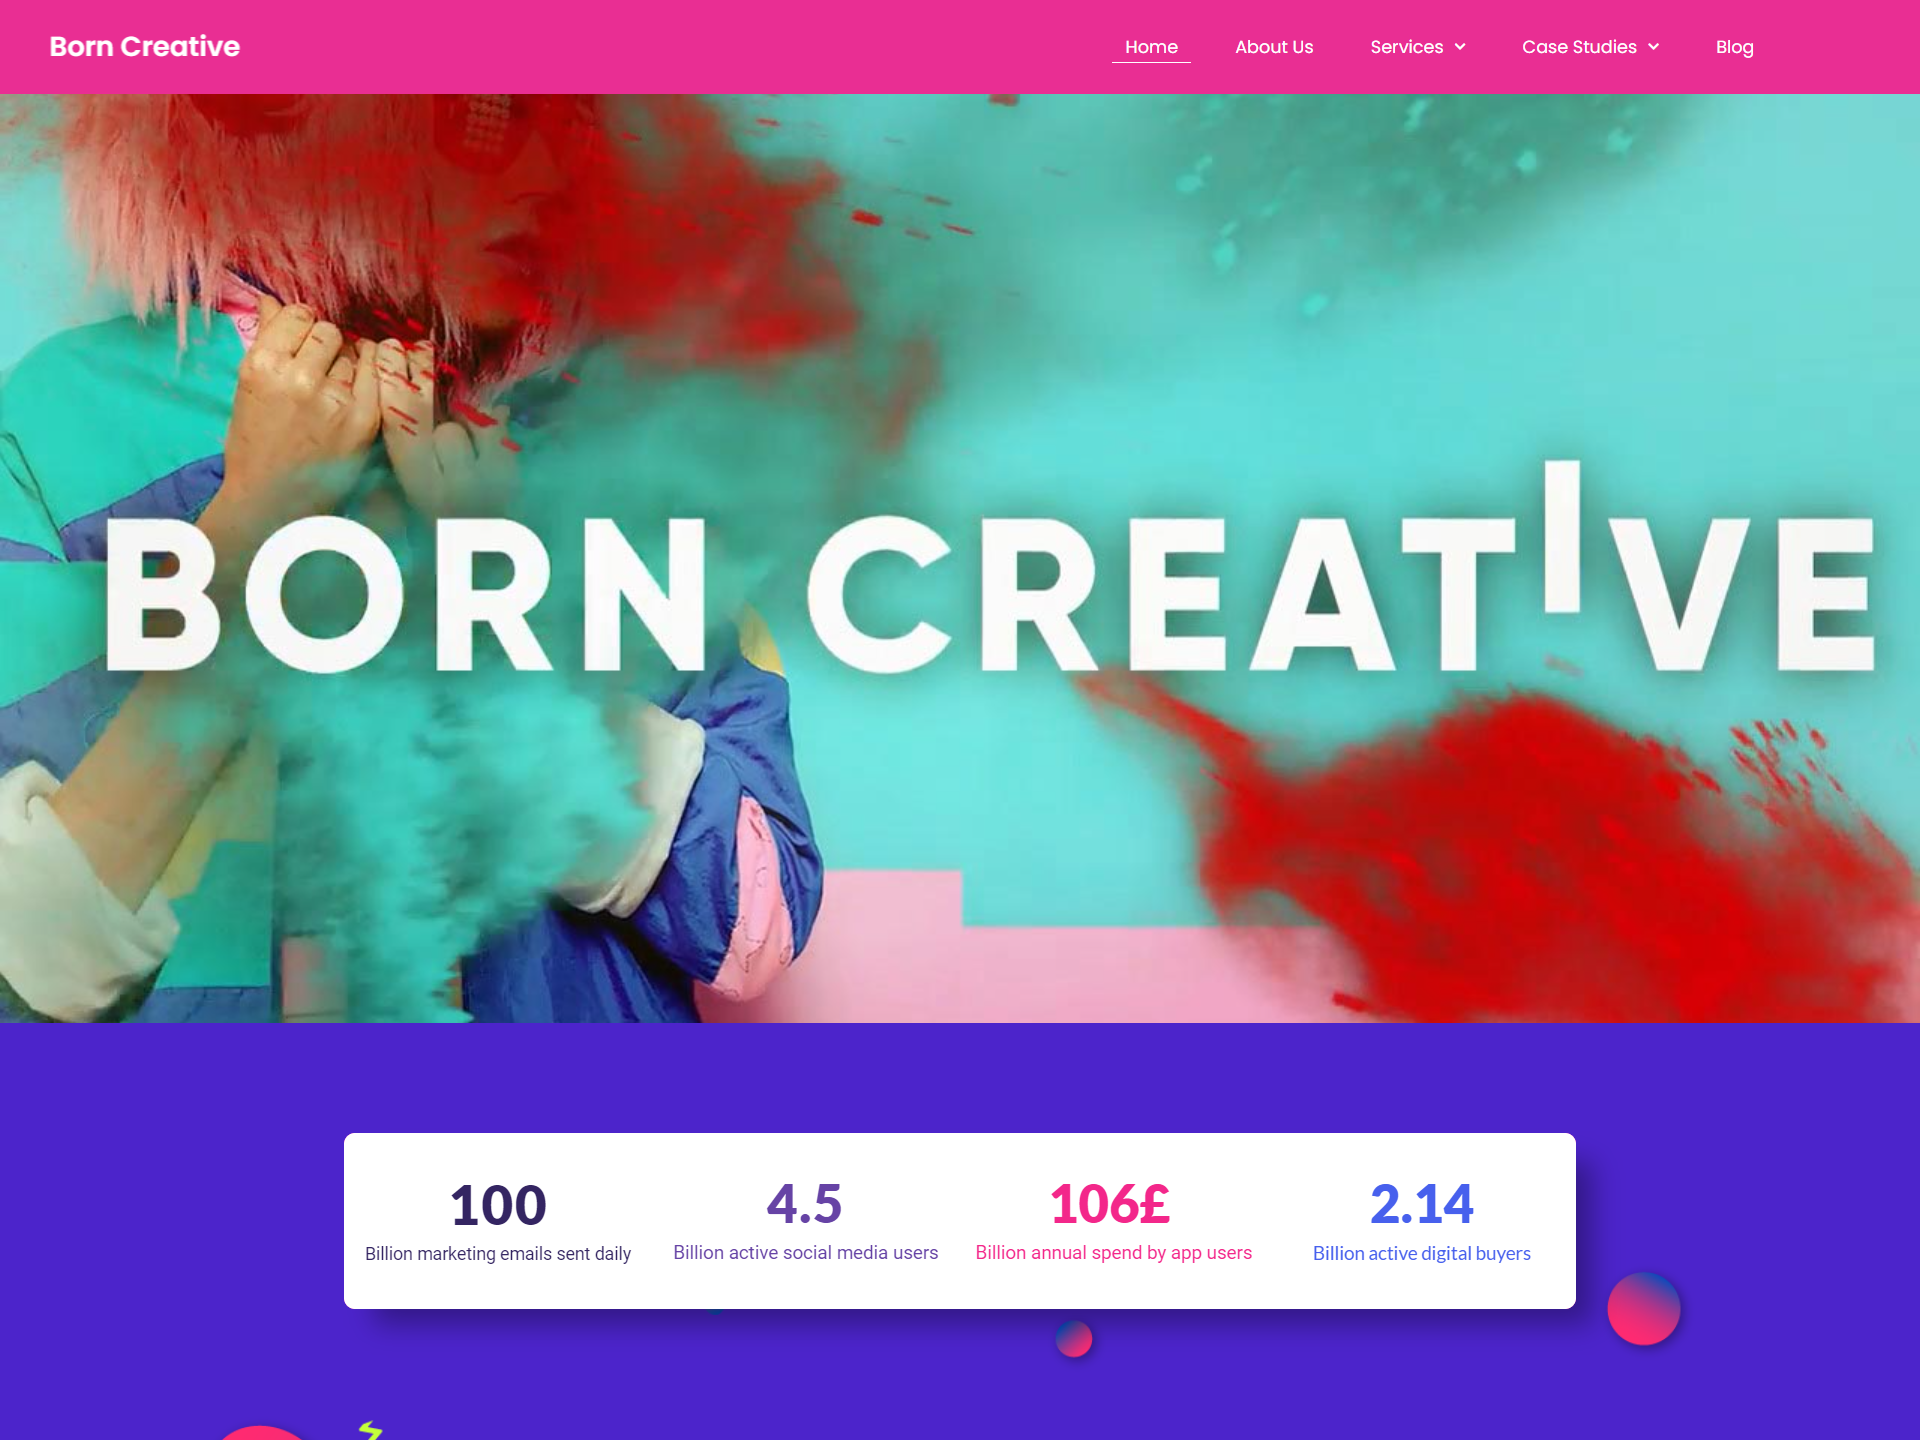 Born Creative
Home About Us Services Case Studies Blog
BORN CREATIVE
100 4.5 106£ 2.14
Billion marketing emails sent daily Billion active social media users Billion annual spend by app users Billion active digital buyers